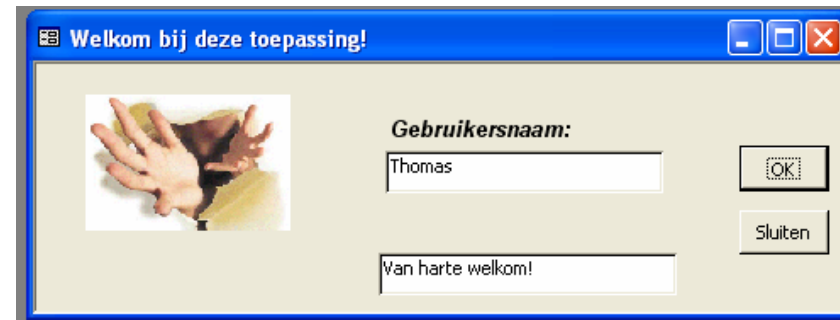 Welkom bij deze toepassing!
Gebruikersnaam:
Thomas
OK
Sluiten
Van harte welkom!